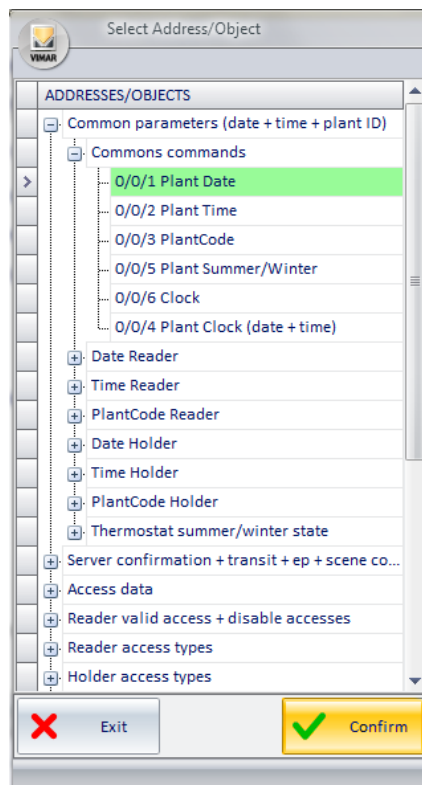 Select Address/Object
VIMAR
ADDRESSES/OBJECTS
Common parameters (date + time + plant ID)
Commons commands
0/0/1 Plant Date
0/0/2 Plant Time
0/0/3 PlantCode
0/0/5 Plant Summer/Winter
0/0/6 Clock
0/0/4 Plant Clock (date + time)
Date Reader
Time Reader
PlantCode Reader
Date Holder
Time Holder
PlantCode Holder
Thermostat summer/winter state
Server confirmation + transit + ep + scene co...
Access data
Reader valid access + disable accesses
Reader access types
Holder access types
Exit
Confirm